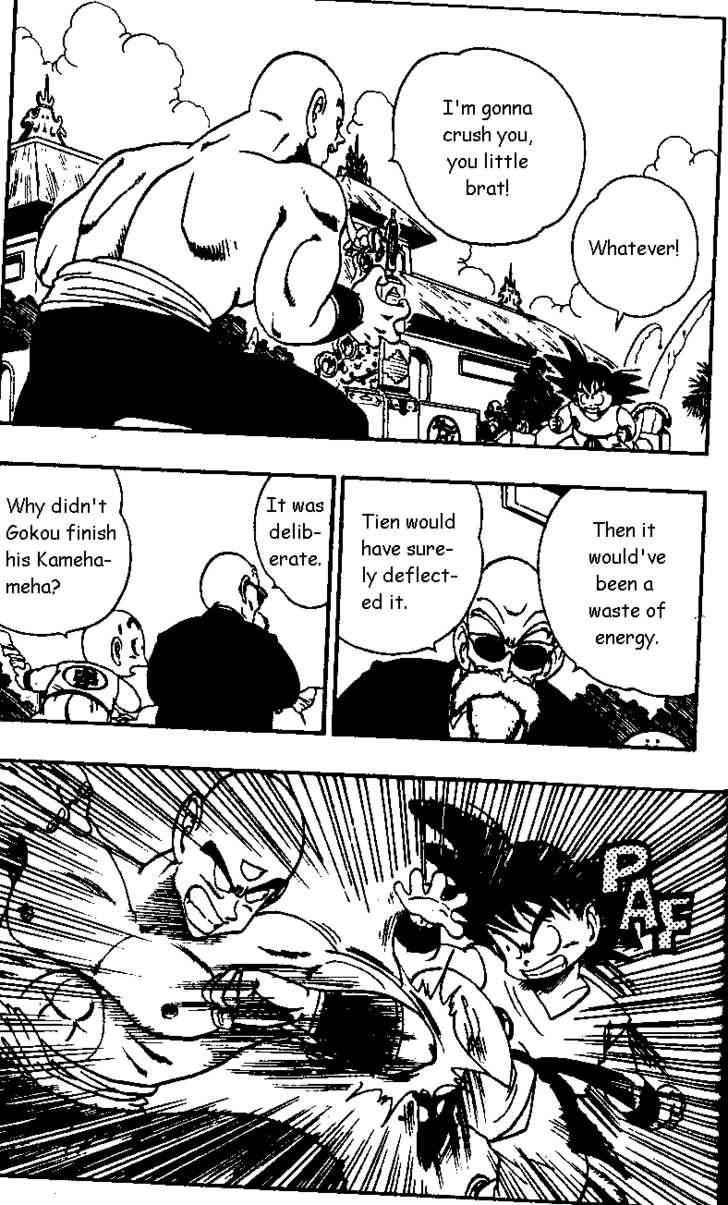 I'm gonna
crush you,
you little
brat!
Whatever!
Why didn't
Gokou finish
his Kameha-
meha?
It was
delib-
erate.
Tien would
have sure-
ly deflect-
ed it.
Then it
would've
been a
waste of
energy.
PAF